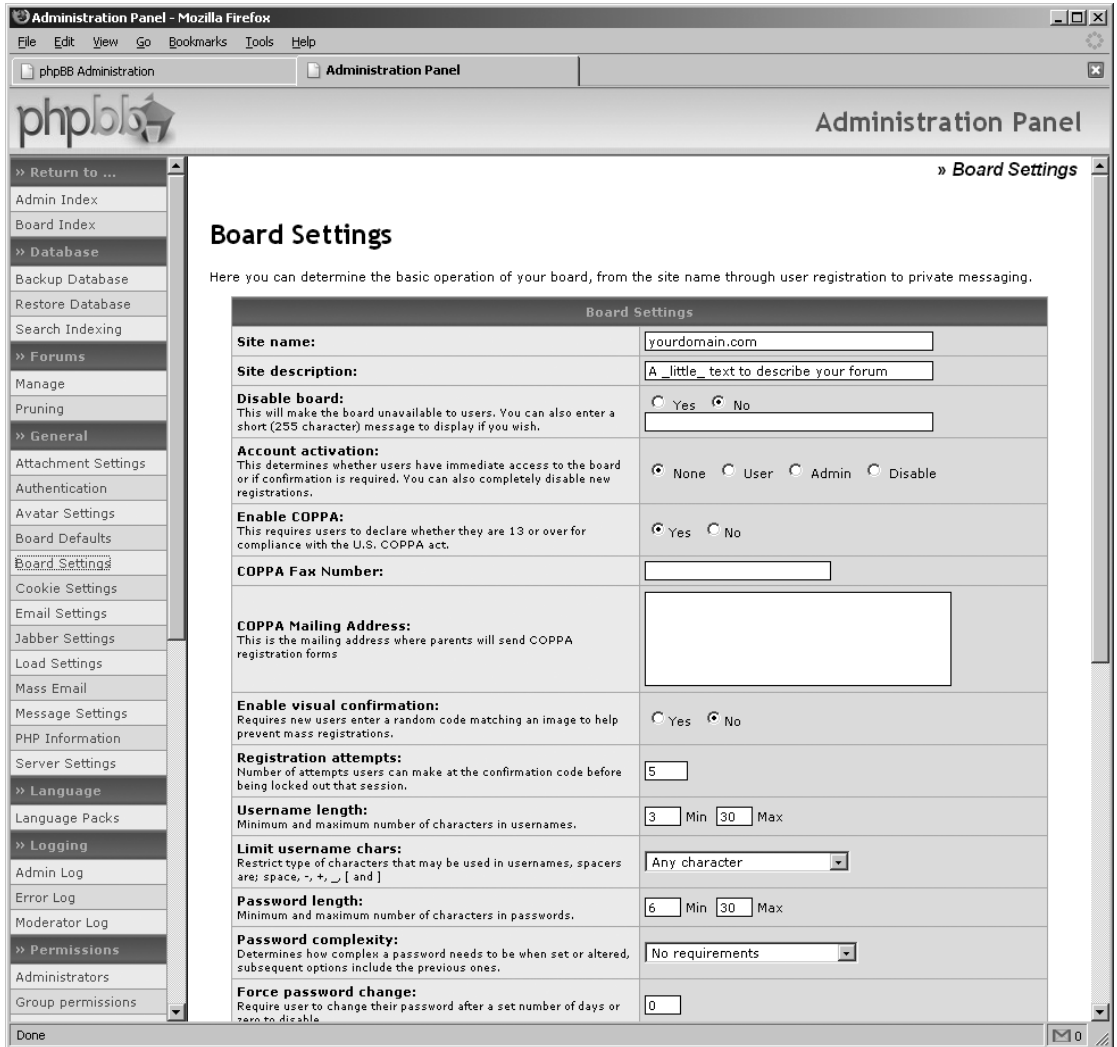 Administration Panel - Mozilla Firefox
File Edit View Go Bookmarks Tools Help
phpBB Administration
Administration Panel
phpbb
Administration Panel
» Return to ...
Admin Index
Board Index
» Database
Backup Database
Restore Database
Search Indexing
» Forums
Manage
Pruning
» General
Attachment Settings
Authentication
Avatar Settings
Board Defaults
Board Settings
Cookie Settings
Email Settings
Jabber Settings
Load Settings
Mass Email
Message Settings
PHP Information
Server Settings
» Language
Language Packs
» Logging
Admin Log
Error Log
Moderator Log
» Permissions
Administrators
Group permissions
» Board Settings
Board Settings
Here you can determine the basic operation of your board, from the site name through user registration to private messaging.
Board Settings
Site name:
yourdomain.com
Site description:
A _little_ text to describe your forum
Disable board:
This will make the board unavailable to users. You can also enter a
short (255 character) message to display if you wish.
Yes No
Account activation:
This determines whether users have immediate access to the board
or if confirmation is required. You can also completely disable new
registrations.
None User Admin Disable
Enable COPPA:
This requires users to declare whether they are 13 or over for
compliance with the U.S. COPPA act.
Yes No
COPPA Fax Number:
COPPA Mailing Address:
This is the mailing address where parents will send COPPA
registration forms
Enable visual confirmation:
Requires new users enter a random code matching an image to help
prevent mass registrations.
Yes No
Registration attempts:
Number of attempts users can make at the confirmation code before
being locked out that session.
5
Username length:
Minimum and maximum number of characters in usernames.
3 Min 30 Max
Limit username chars:
Restrict type of characters that may be used in usernames, spacers
are; space, -, +, _, [ and ]
Any character
Password length:
Minimum and maximum number of characters in passwords.
6 Min 30 Max
Password complexity:
Determines how complex a password needs to be when set or altered,
subsequent options include the previous ones.
No requirements
Force password change:
Require user to change their password after a set number of days or
zero to disable
0
Done
0